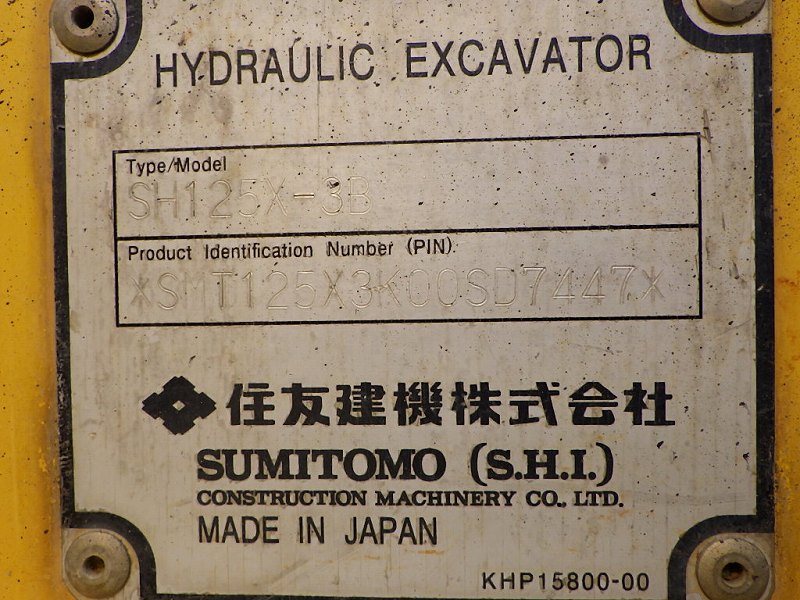 HYDRAULIC EXCAVATOR
Type/Model
SH125X-3B
Product Identification Number (PIN)
*SMT125X3K00SD7447*
住友建機株式会社
SUMITOMO (S.H.I.)
CONSTRUCTION MACHINERY CO., LTD.
MADE IN JAPAN
KHP15800-00